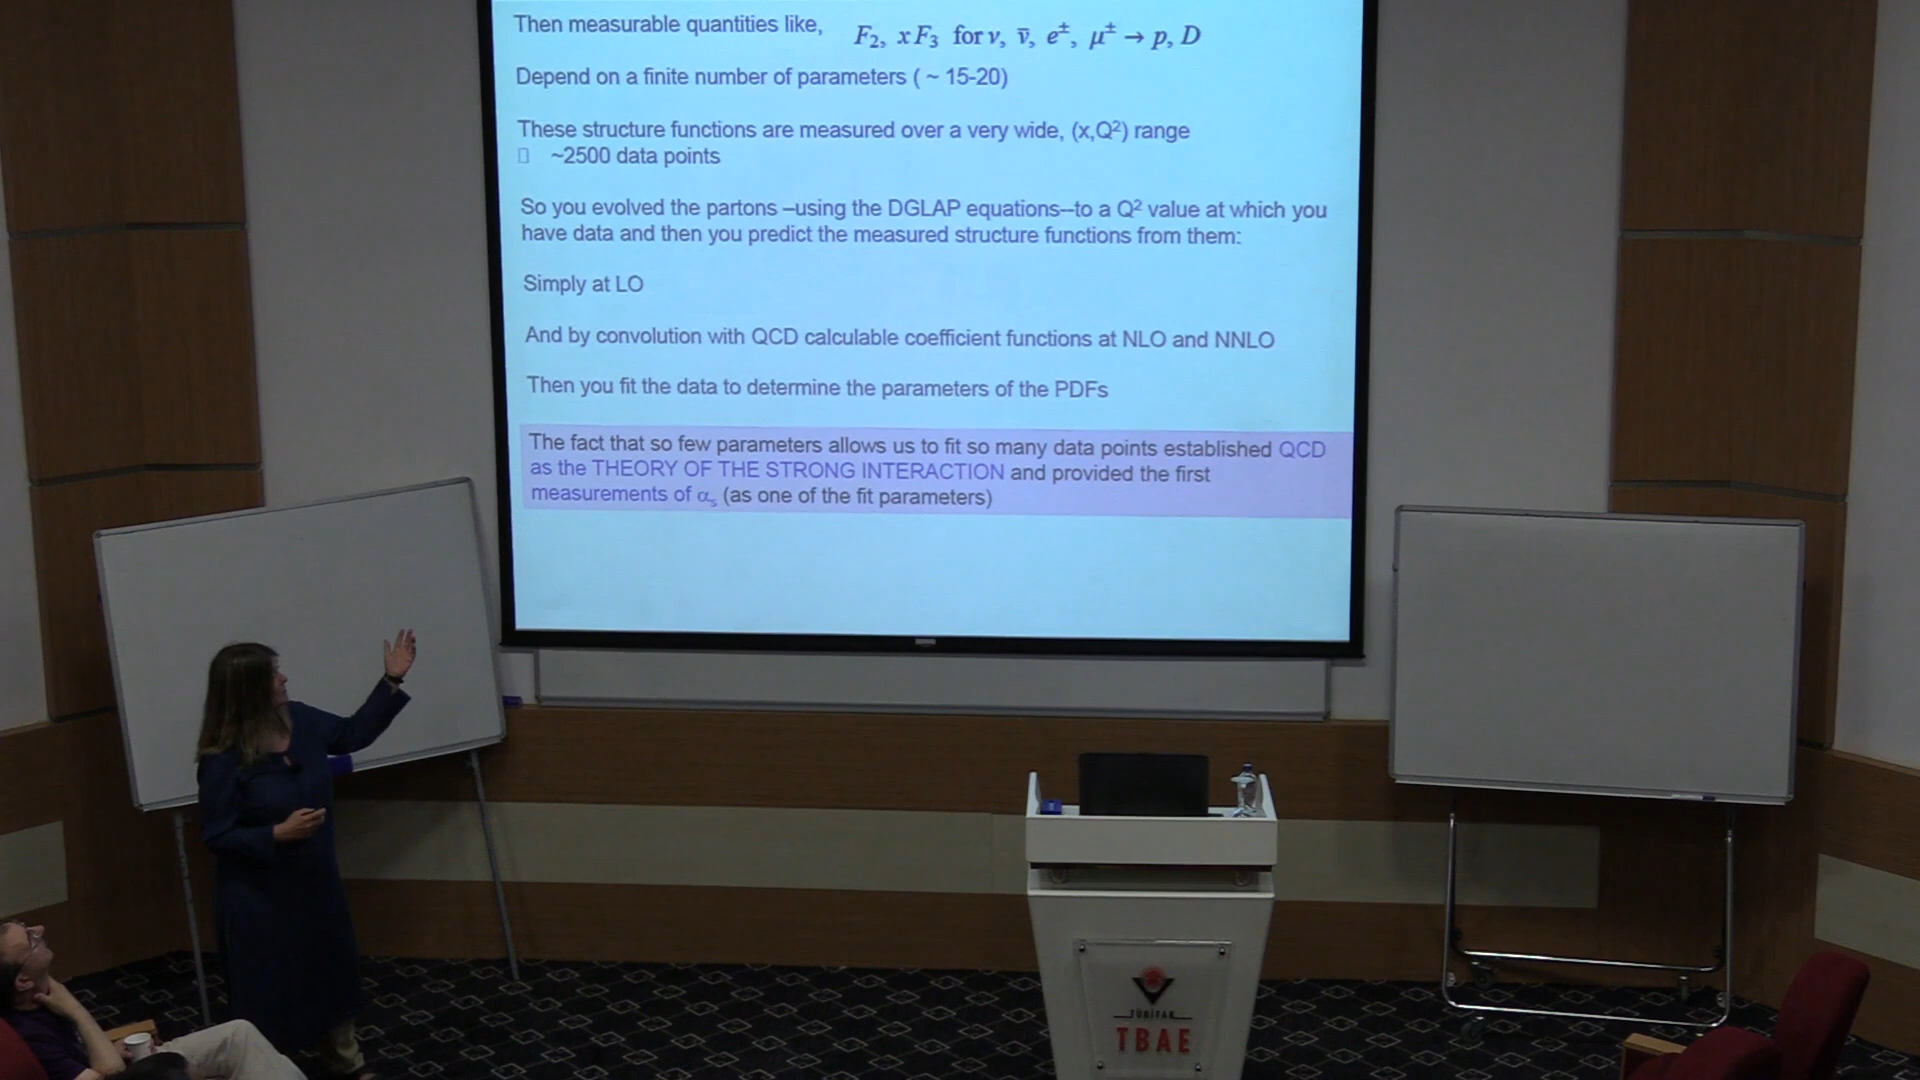 Then measurable quantities like, F₂, xF₃ for ν, ν̄, e±, μ± → p, D
Depend on a finite number of parameters ( ~ 15-20)
These structure functions are measured over a very wide, (x,Q²) range
~2500 data points
So you evolved the partons –using the DGLAP equations–to a Q² value at which you
have data and then you predict the measured structure functions from them:
Simply at LO
And by convolution with QCD calculable coefficient functions at NLO and NNLO
Then you fit the data to determine the parameters of the PDFs
The fact that so few parameters allows us to fit so many data points established QCD
as the THEORY OF THE STRONG INTERACTION and provided the first
measurements of αₛ (as one of the fit parameters)
TÜBİTAK
TBAE